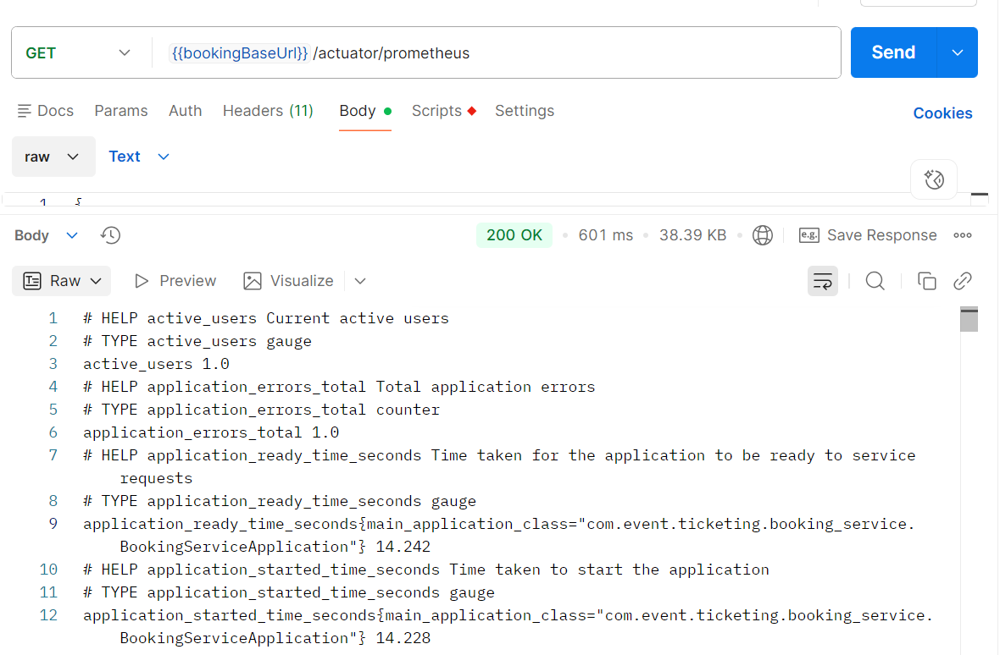 GET {{bookingBaseUrl}}/actuator/prometheus Send
Docs Params Auth Headers (11) Body Scripts Settings Cookies
raw Text
1 {
Body 200 OK 601 ms 38.39 KB e.g. Save Response
Raw Preview Visualize
1 # HELP active_users Current active users
2 # TYPE active_users gauge
3 active_users 1.0
4 # HELP application_errors_total Total application errors
5 # TYPE application_errors_total counter
6 application_errors_total 1.0
7 # HELP application_ready_time_seconds Time taken for the application to be ready to service
requests
8 # TYPE application_ready_time_seconds gauge
9 application_ready_time_seconds{main_application_class="com.event.ticketing.booking_service.
BookingServiceApplication"} 14.242
10 # HELP application_started_time_seconds Time taken to start the application
11 # TYPE application_started_time_seconds gauge
12 application_started_time_seconds{main_application_class="com.event.ticketing.booking_service.
BookingServiceApplication"} 14.228